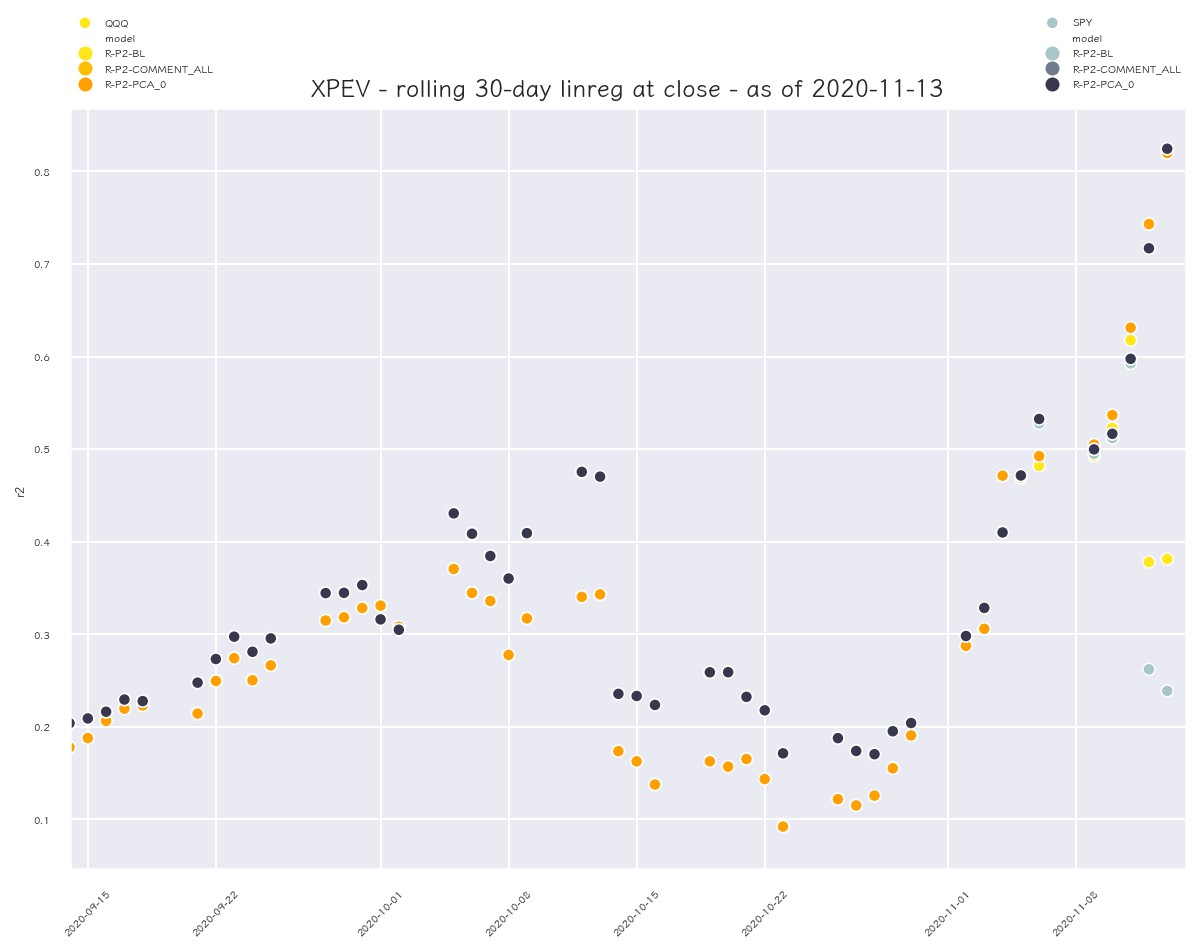 QQQ
model
R-P2-BL
R-P2-COMMENT_ALL
R-P2-PCA_0
SPY
model
R-P2-BL
R-P2-COMMENT_ALL
R-P2-PCA_0
XPEV - rolling 30-day linreg at close - as of 2020-11-13
r2
0.8
0.7
0.6
0.5
0.4
0.3
0.2
0.1
2020-09-15
2020-09-22
2020-10-01
2020-10-08
2020-10-15
2020-10-22
2020-11-01
2020-11-08